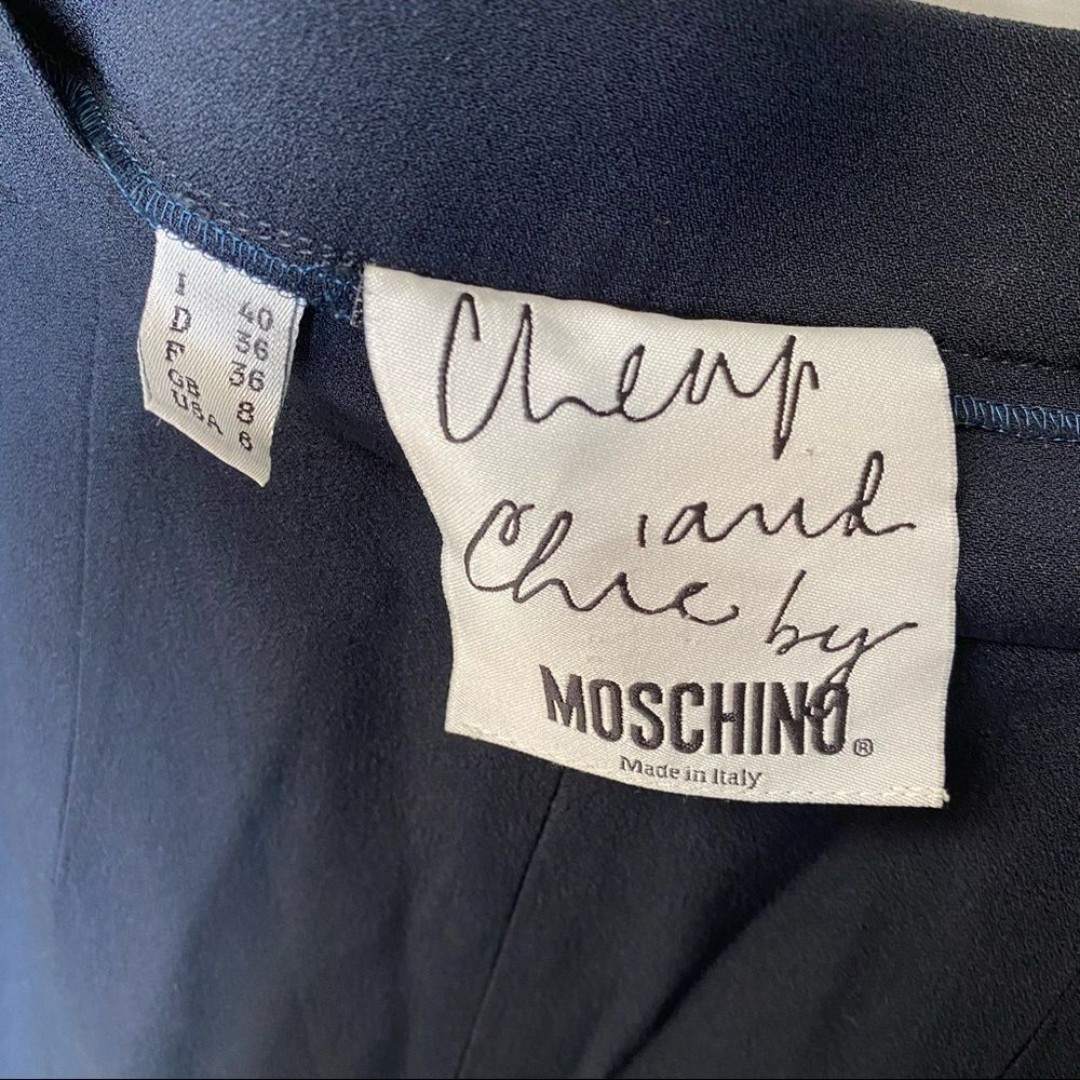 I 40
D 36
F 36
GB 8
USA 6
Cheap
and
Chic by
MOSCHINO®
Made in Italy